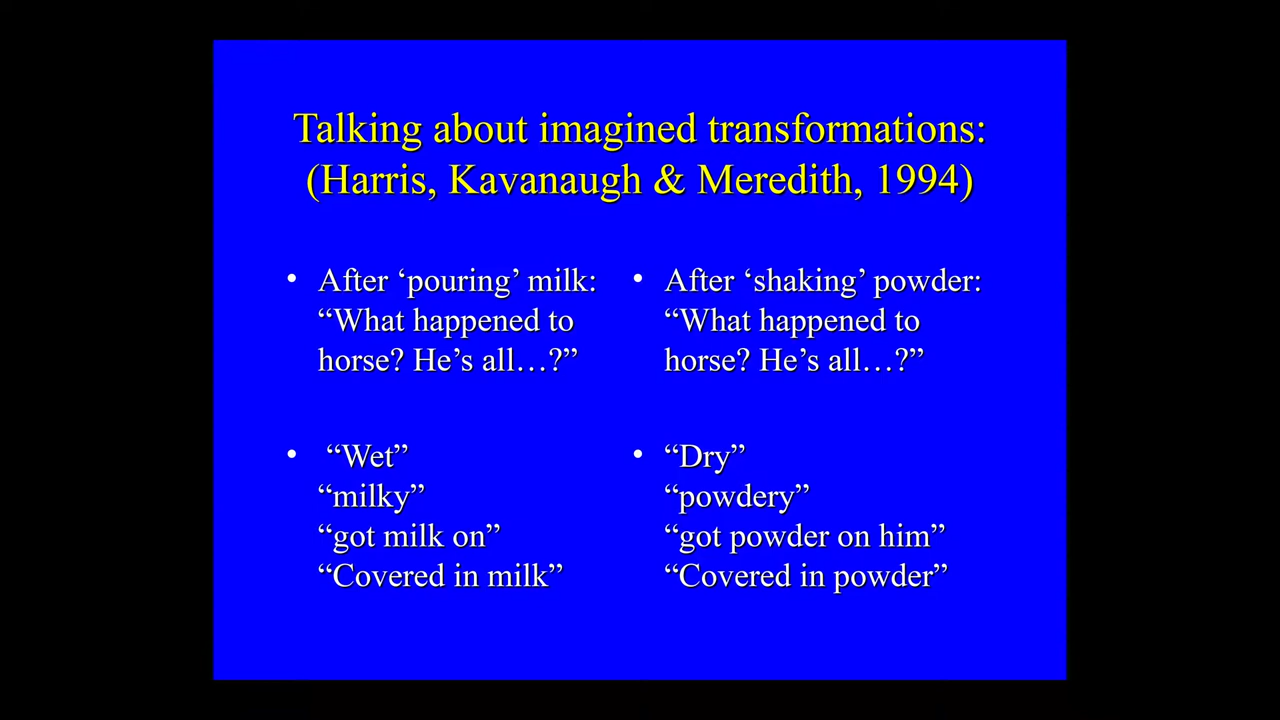 Talking about imagined transformations:
(Harris, Kavanaugh & Meredith, 1994)
• After ‘pouring’ milk:
“What happened to
horse? He’s all…?”
• “Wet”
“milky”
“got milk on”
“Covered in milk”
• After ‘shaking’ powder:
“What happened to
horse? He’s all…?”
• “Dry”
“powdery”
“got powder on him”
“Covered in powder”